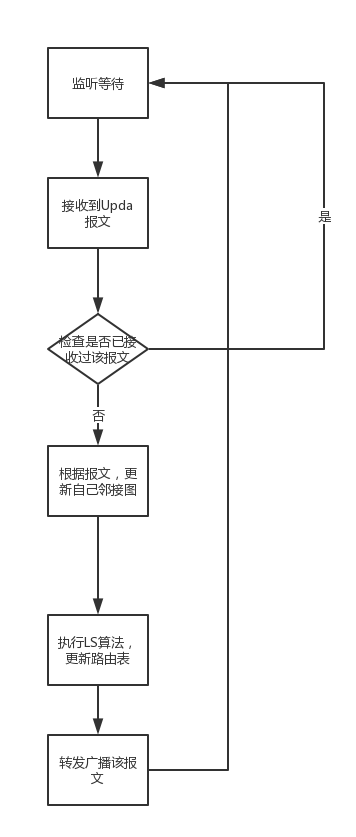 监听等待
接收到Upda
报文
是
检查是否已接
收过该报文
否
根据报文，更
新自己邻接图
执行LS算法，
更新路由表
转发广播该报
文